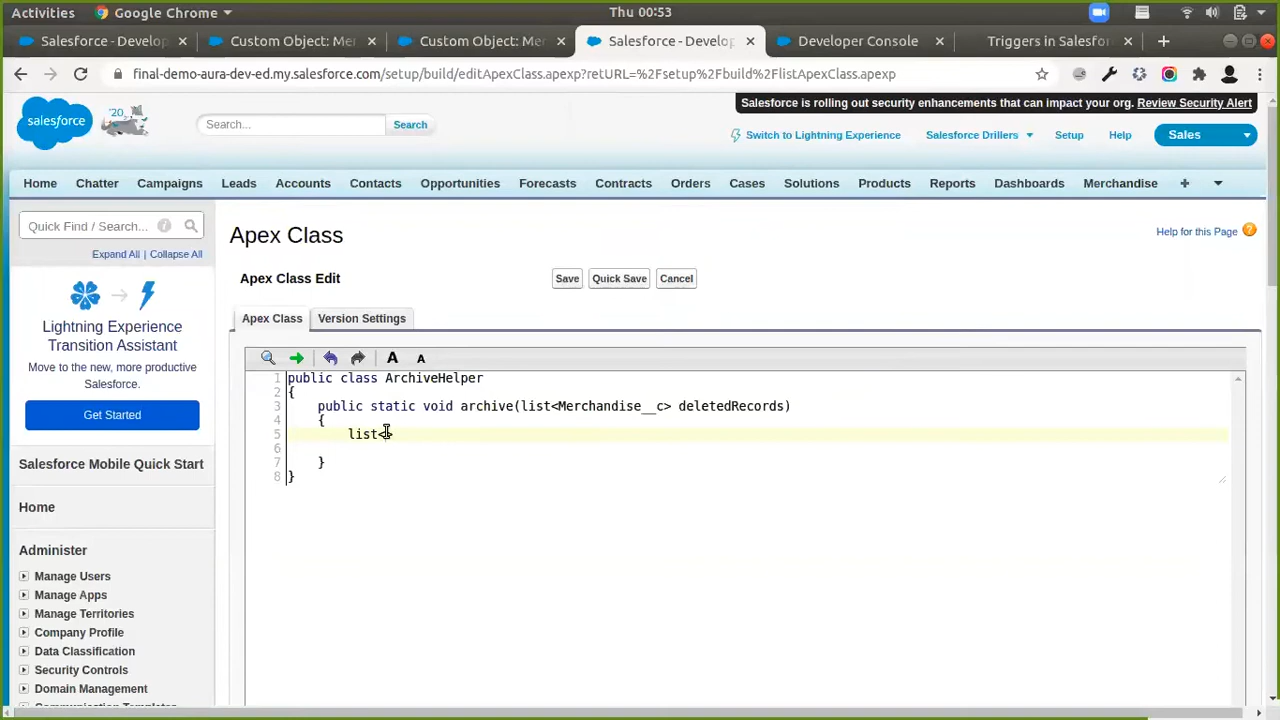 Activities
Google Chrome
Thu 00:53
Salesforce - Develop
Custom Object: Mer
Custom Object: Mer
Salesforce - Develop
Developer Console
Triggers in Salesfor
final-demo-aura-dev-ed.my.salesforce.com/setup/build/editApexClass.apexp?retURL=%2Fsetup%2Fbuild%2FlistApexClass.apexp
Salesforce is rolling out security enhancements that can impact your org. Review Security Alert
salesforce
'20
Search...
Search
Switch to Lightning Experience
Salesforce Drillers
Setup
Help
Sales
Home Chatter Campaigns Leads Accounts Contacts Opportunities Forecasts Contracts Orders Cases Solutions Products Reports Dashboards Merchandise +
Quick Find / Search...
Expand All | Collapse All
Lightning Experience
Transition Assistant
Move to the new, more productive
Salesforce.
Get Started
Salesforce Mobile Quick Start
Home
Administer
Manage Users
Manage Apps
Manage Territories
Company Profile
Data Classification
Security Controls
Domain Management
Communication Templates
Apex Class
Help for this Page
Apex Class Edit
Save
Quick Save
Cancel
Apex Class
Version Settings
A A
1 public class ArchiveHelper
2 {
3 public static void archive(list<Merchandise__c> deletedRecords)
4 {
5 list<>
6
7 }
8 }